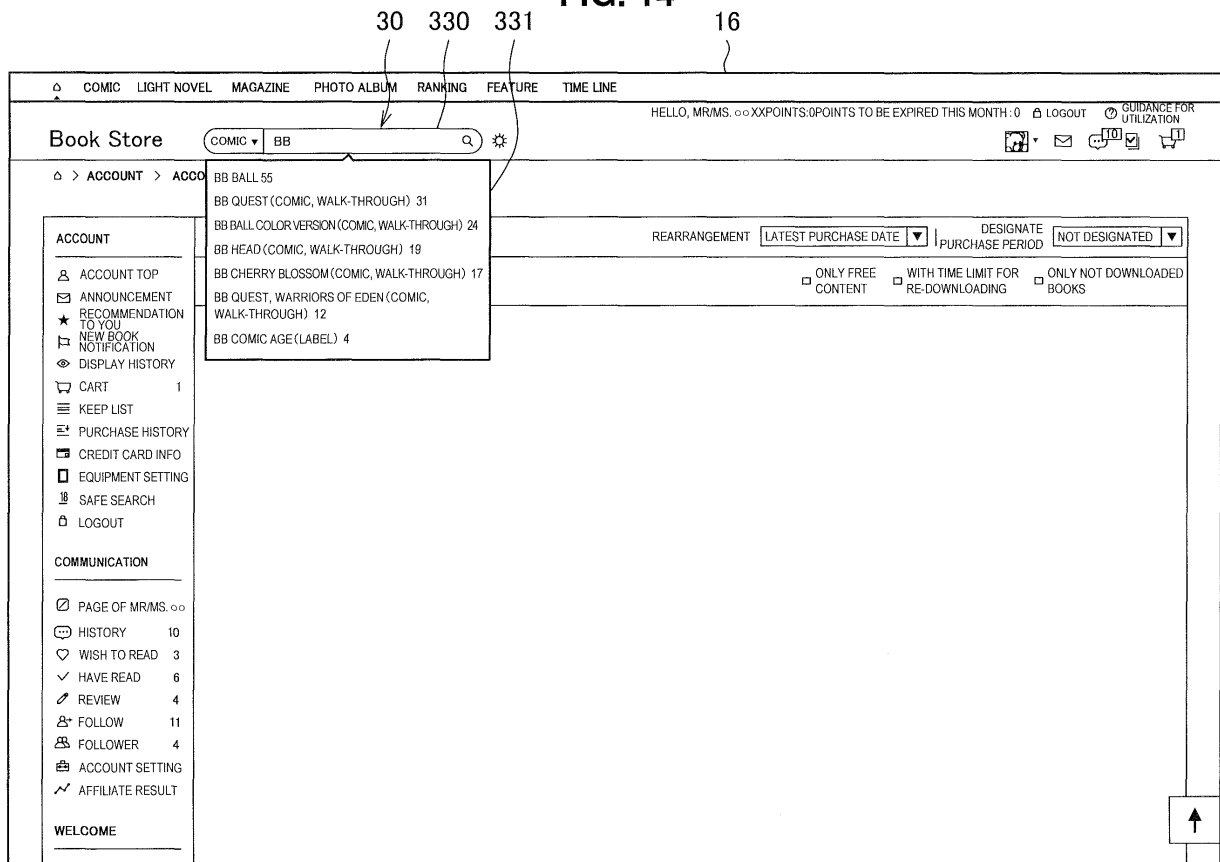 FIG. 14
30 330 331 16
COMIC LIGHT NOVEL MAGAZINE PHOTO ALBUM RANKING FEATURE TIME LINE
HELLO, MR/MS. ○○XXPOINTS:0POINTS TO BE EXPIRED THIS MONTH : 0 LOGOUT GUIDANCE FOR
UTILIZATION
Book Store COMIC ▼ BB 10 1
> ACCOUNT > ACCO
BB BALL 55
BB QUEST (COMIC, WALK-THROUGH) 31
BB BALL COLOR VERSION (COMIC, WALK-THROUGH) 24
BB HEAD (COMIC, WALK-THROUGH) 19
BB CHERRY BLOSSOM (COMIC, WALK-THROUGH) 17
BB QUEST, WARRIORS OF EDEN (COMIC,
WALK-THROUGH) 12
BB COMIC AGE (LABEL) 4
REARRANGEMENT LATEST PURCHASE DATE ▼ DESIGNATE
PURCHASE PERIOD NOT DESIGNATED ▼
ONLY FREE
CONTENT
WITH TIME LIMIT FOR
RE-DOWNLOADING
ONLY NOT DOWNLOADED
BOOKS
ACCOUNT
ACCOUNT TOP
ANNOUNCEMENT
RECOMMENDATION
TO YOU
NEW BOOK
NOTIFICATION
DISPLAY HISTORY
CART 1
KEEP LIST
PURCHASE HISTORY
CREDIT CARD INFO
EQUIPMENT SETTING
18 SAFE SEARCH
LOGOUT
COMMUNICATION
PAGE OF MR/MS. ○○
HISTORY 10
WISH TO READ 3
HAVE READ 6
REVIEW 4
FOLLOW 11
FOLLOWER 4
ACCOUNT SETTING
AFFILIATE RESULT
WELCOME